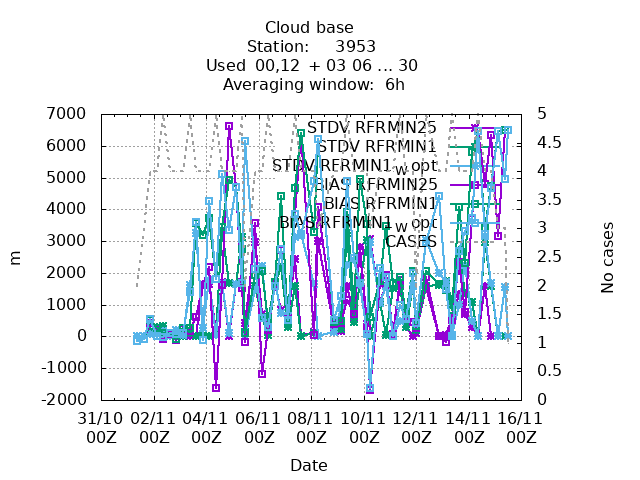 Cloud base
Station: 3953
Used 00,12 + 03 06 ... 30
Averaging window: 6h
7000
6000
5000
4000
3000
2000
1000
0
-1000
-2000
m
5
4.5
4
3.5
3
2.5
2
1.5
1
0.5
0
No cases
STDV RFRMIN25
STDV RFRMIN1
STDV RFRMIN1_w_opt
BIAS RFRMIN25
BIAS RFRMIN1
BIAS RFRMIN1_w_opt
CASES
31/10 02/11 04/11 06/11 08/11 10/11 12/11 14/11 16/11
00Z 00Z 00Z 00Z 00Z 00Z 00Z 00Z 00Z
Date